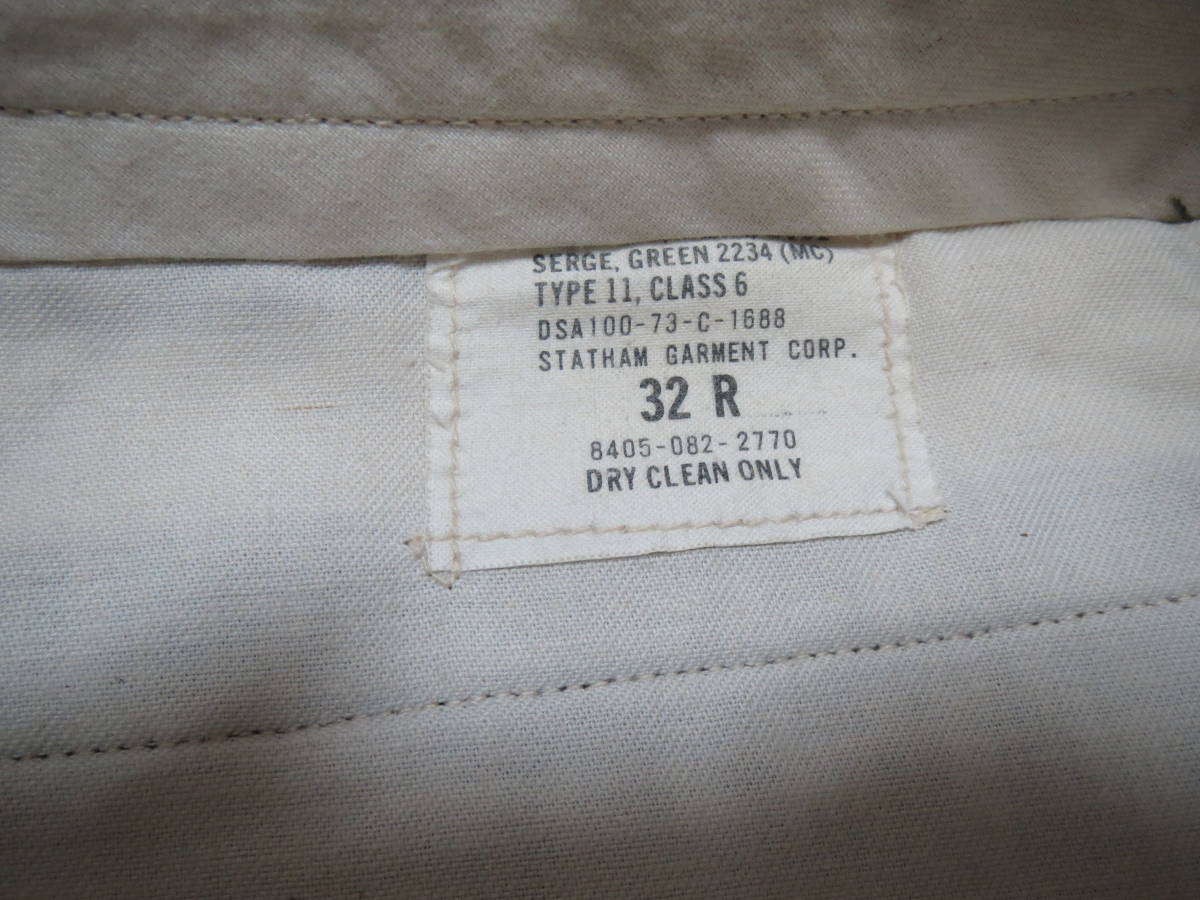 SERGE, GREEN 2234 (MC)
TYPE 11, CLASS 6
DSA100-73-C-1688
STATHAM GARMENT CORP.
32 R
8405-082-2770
DRY CLEAN ONLY